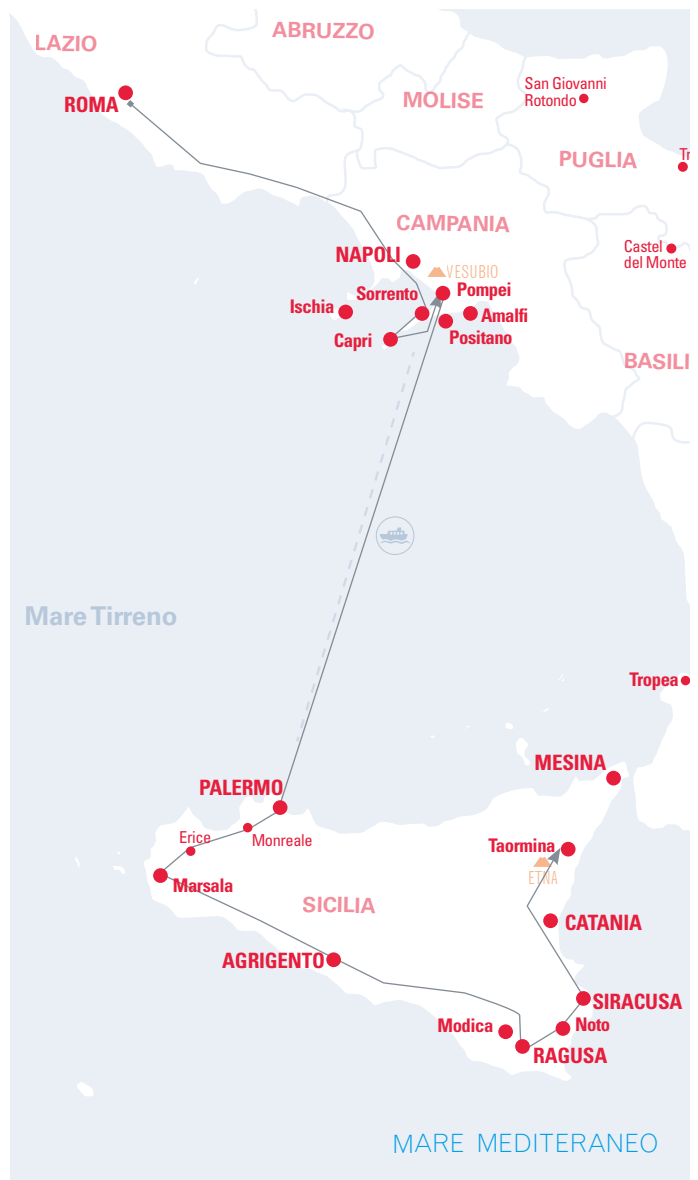 LAZIO
ABRUZZO
ROMA
MOLISE
San Giovanni
Rotondo
PUGLIA
Tr
CAMPANIA
NAPOLI
VESUBIO
Castel
del Monte
Sorrento
Pompei
Ischia
Amalfi
Capri
Positano
BASILI
Mare Tirreno
Tropea
MESINA
PALERMO
Erice
Monreale
Taormina
ETNA
Marsala
SICILIA
CATANIA
AGRIGENTO
SIRACUSA
Modica
Noto
RAGUSA
MARE MEDITERANEO